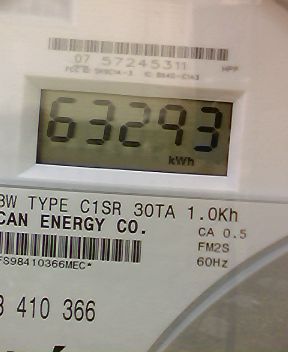 07 57245311
63293
kWh
3W TYPE C1SR 30TA 1.0Kh
CAN ENERGY CO. CA 0.5
FM2S
FS98410366MEC* 60Hz
3 410 366